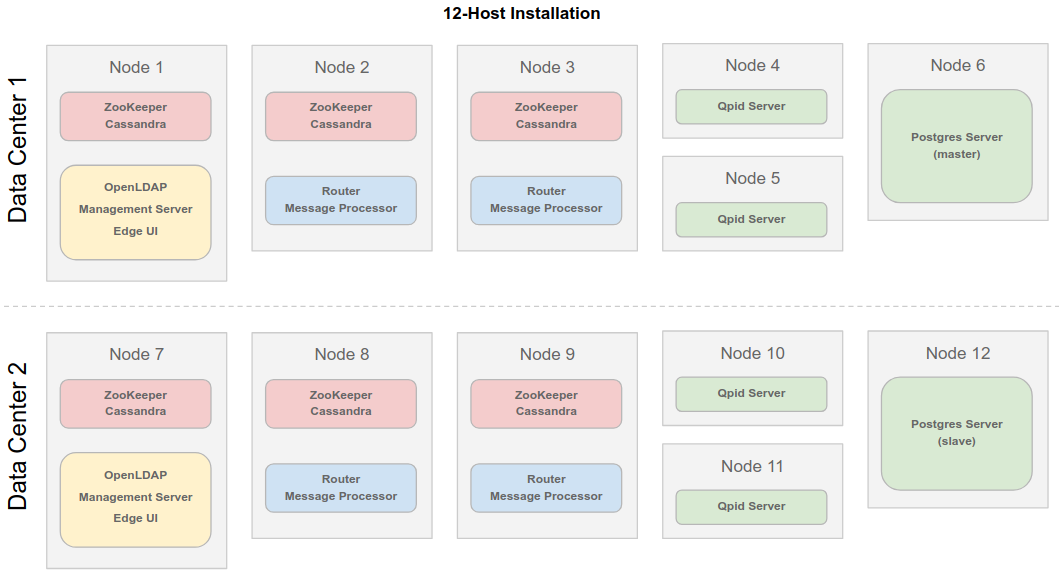 12-Host Installation
Data Center 1
Node 1
ZooKeeper
Cassandra
OpenLDAP
Management Server
Edge UI
Node 2
ZooKeeper
Cassandra
Router
Message Processor
Node 3
ZooKeeper
Cassandra
Router
Message Processor
Node 4
Qpid Server
Node 5
Qpid Server
Node 6
Postgres Server
(master)
Data Center 2
Node 7
ZooKeeper
Cassandra
OpenLDAP
Management Server
Edge UI
Node 8
ZooKeeper
Cassandra
Router
Message Processor
Node 9
ZooKeeper
Cassandra
Router
Message Processor
Node 10
Qpid Server
Node 11
Qpid Server
Node 12
Postgres Server
(slave)